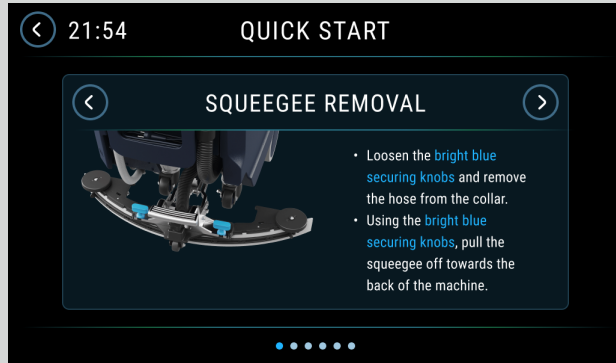 21:54
QUICK START
SQUEEGEE REMOVAL
• Loosen the bright blue
securing knobs and remove
the hose from the collar.
• Using the bright blue
securing knobs, pull the
squeegee off towards the
back of the machine.